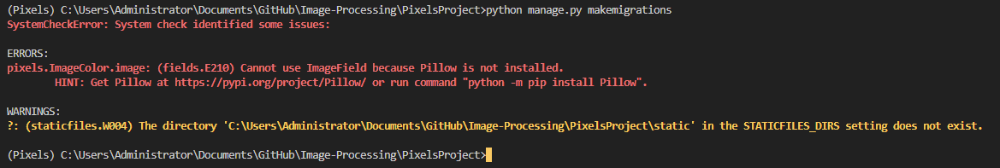 (Pixels) C:\Users\Administrator\Documents\GitHub\Image-Processing\PixelsProject>python manage.py makemigrations
SystemCheckError: System check identified some issues:
ERRORS:
pixels.ImageColor.image: (fields.E210) Cannot use ImageField because Pillow is not installed.
HINT: Get Pillow at https://pypi.org/project/Pillow/ or run command "python -m pip install Pillow".
WARNINGS:
?: (staticfiles.W004) The directory 'C:\Users\Administrator\Documents\GitHub\Image-Processing\PixelsProject\static' in the STATICFILES_DIRS setting does not exist.
(Pixels) C:\Users\Administrator\Documents\GitHub\Image-Processing\PixelsProject>